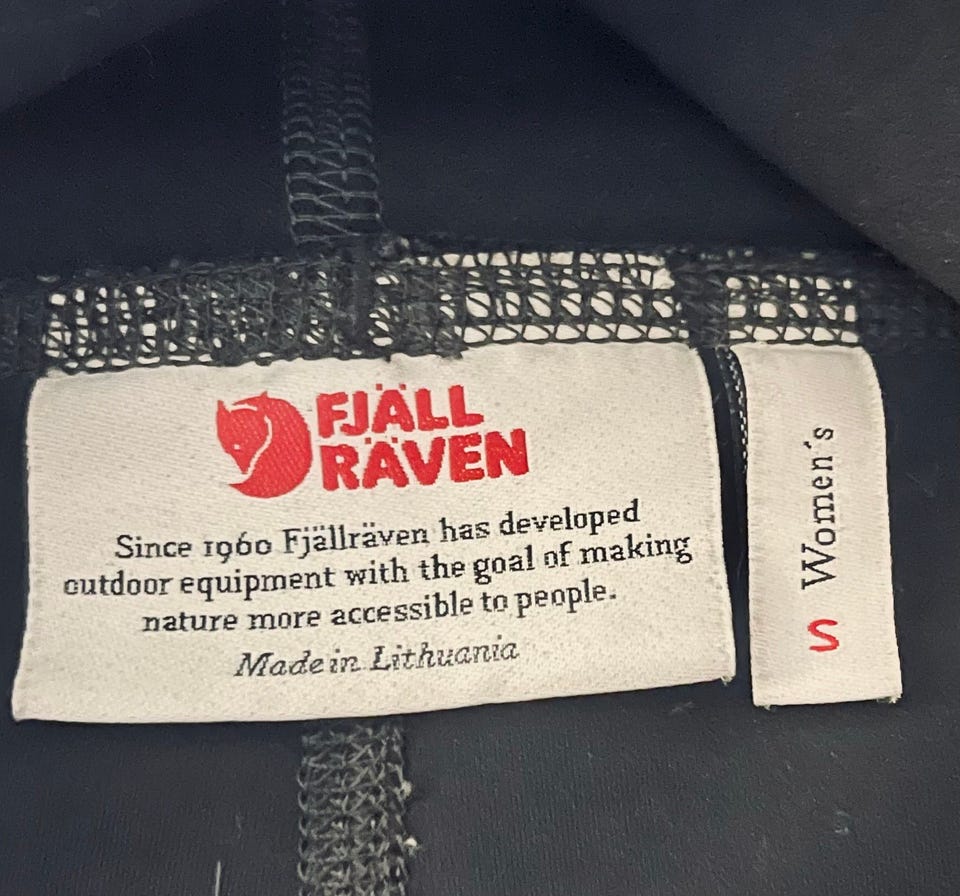 FJÄLL
RÄVEN
Since 1960 Fjällräven has developed
outdoor equipment with the goal of making
nature more accessible to people.
Made in Lithuania
S Women's